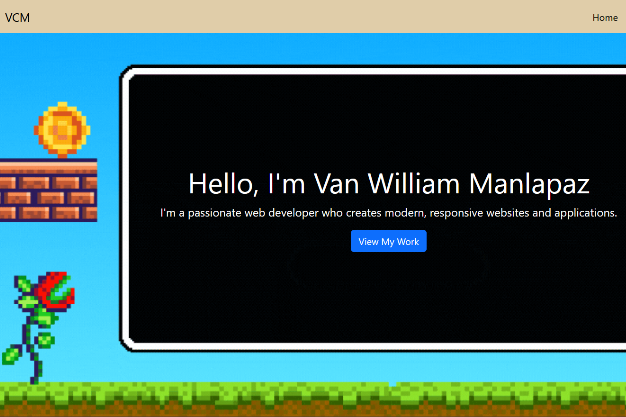 VCM
Home
Hello, I'm Van William Manlapaz
I'm a passionate web developer who creates modern, responsive websites and applications.
View My Work